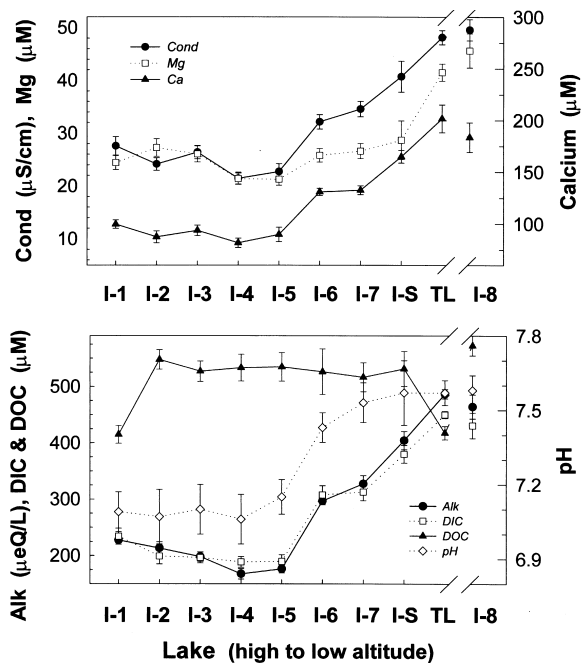 Cond (µS/cm), Mg (µM)
50
40
30
20
10
Cond
Mg
Ca
300
250
200
150
100
Calcium (µM)
I-1 I-2 I-3 I-4 I-5 I-6 I-7 I-S TL I-8
Alk (µeQ/L), DIC & DOC (µM)
500
400
300
200
7.8
7.5
7.2
6.9
pH
Alk
DIC
DOC
pH
I-1 I-2 I-3 I-4 I-5 I-6 I-7 I-S TL I-8
Lake (high to low altitude)